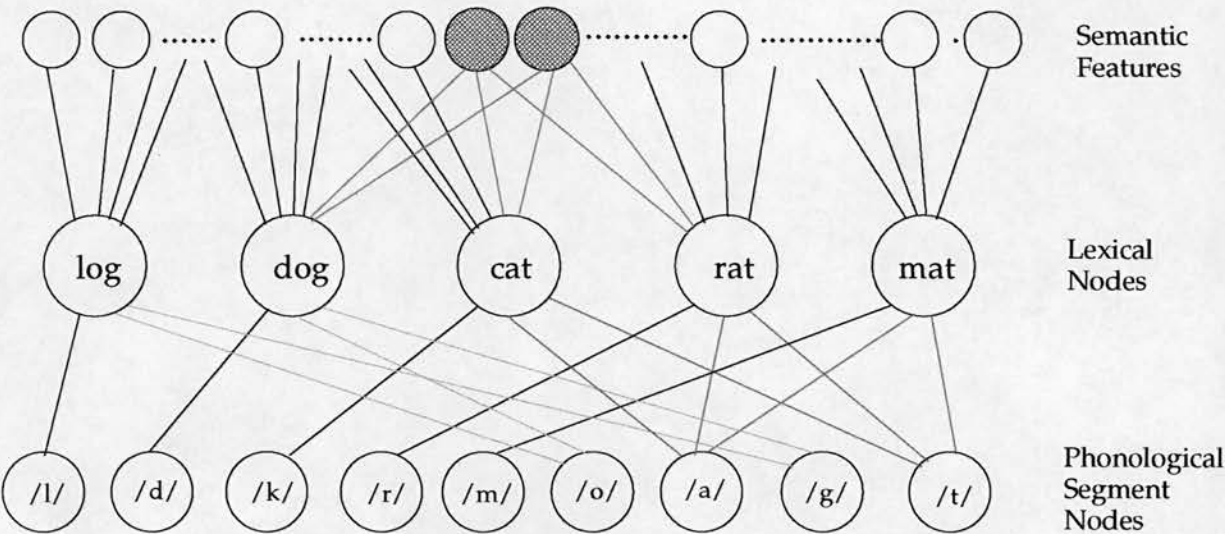 Semantic
Features
log dog cat rat mat
Lexical
Nodes
/l/ /d/ /k/ /r/ /m/ /o/ /a/ /g/ /t/
Phonological
Segment
Nodes